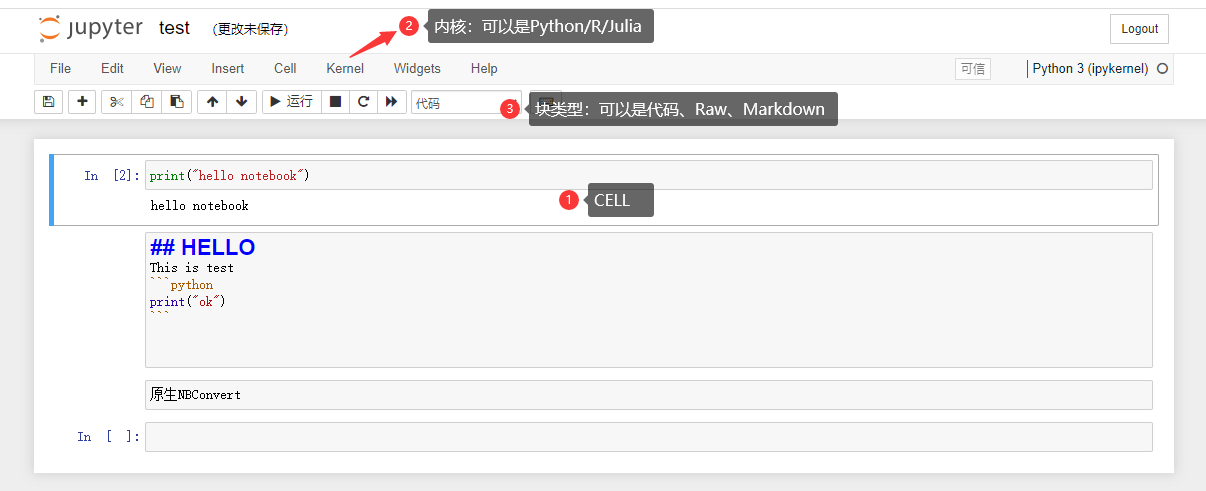 jupyter test (更改未保存)
2 内核：可以是Python/R/Julia
Logout
File Edit View Insert Cell Kernel Widgets Help
可信 Python 3 (ipykernel)
运行 代码
3 块类型：可以是代码、Raw、Markdown
In [2]: print("hello notebook")
1 CELL
hello notebook
## HELLO
This is test
```python
print("ok")
```
原生NBConvert
In [ ]: